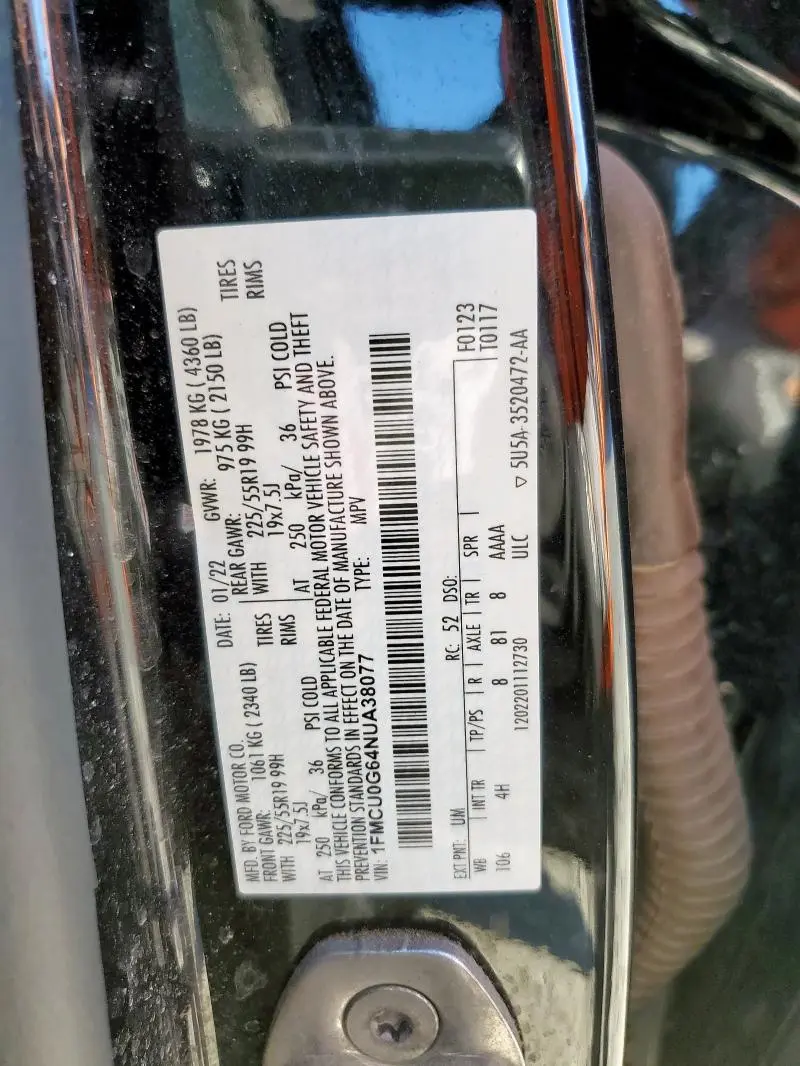 MFD. BY FORD MOTOR CO. DATE: 01/22 GVWR: 1978 KG ( 4360 LB)
FRONT GAWR: 1061 KG ( 2340 LB) REAR GAWR: 975 KG ( 2150 LB)
WITH 225/55R19 99H TIRES WITH 225/55R19 99H TIRES
19x7.5J RIMS 19x7.5J RIMS
AT 250 kPa/ 36 PSI COLD AT 250 kPa/ 36 PSI COLD
THIS VEHICLE CONFORMS TO ALL APPLICABLE FEDERAL MOTOR VEHICLE SAFETY AND THEFT
PREVENTION STANDARDS IN EFFECT ON THE DATE OF MANUFACTURE SHOWN ABOVE.
VIN: 1FMCU0G64NUA38077 TYPE: MPV
EXT PNT: UM RC: 52 DSO: F0123
WB INT TR TP/PS R AXLE TR SPR T0117
106 4H 8 81 8 AAAA
1202201112730 ULC ▽ 5U5A-3520472-AA